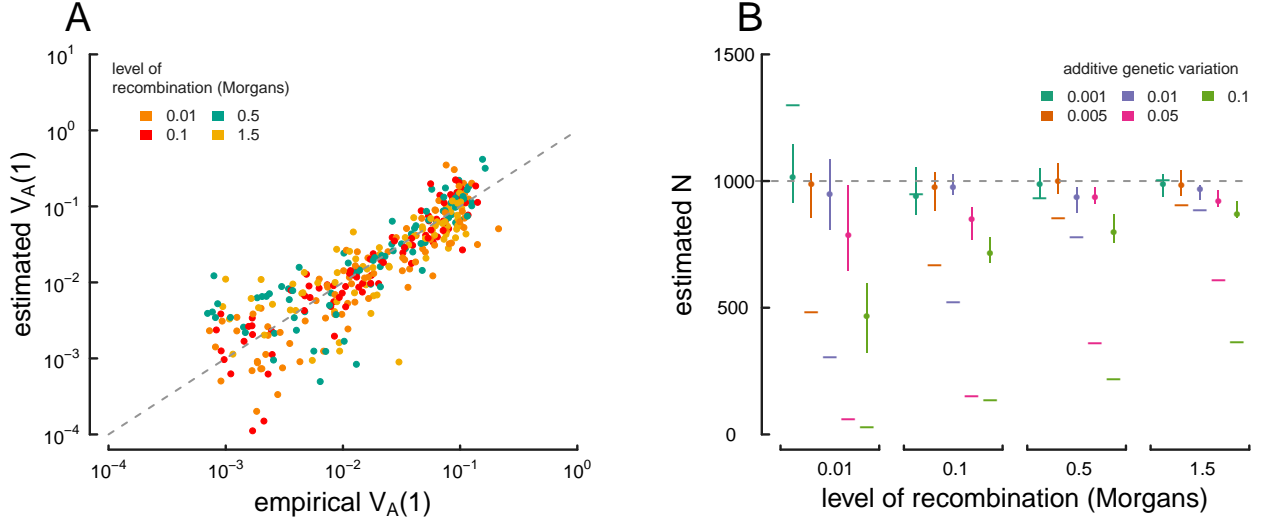 A
estimated V_A(1)
10^1
10^0
10^-1
10^-2
10^-3
10^-4
level of
recombination (Morgans)
0.01 0.5
0.1 1.5
10^-4 10^-3 10^-2 10^-1 10^0
empirical V_A(1)
B
estimated N
1500
1000
500
0
additive genetic variation
0.001 0.01 0.1
0.005 0.05
0.01 0.1 0.5 1.5
level of recombination (Morgans)